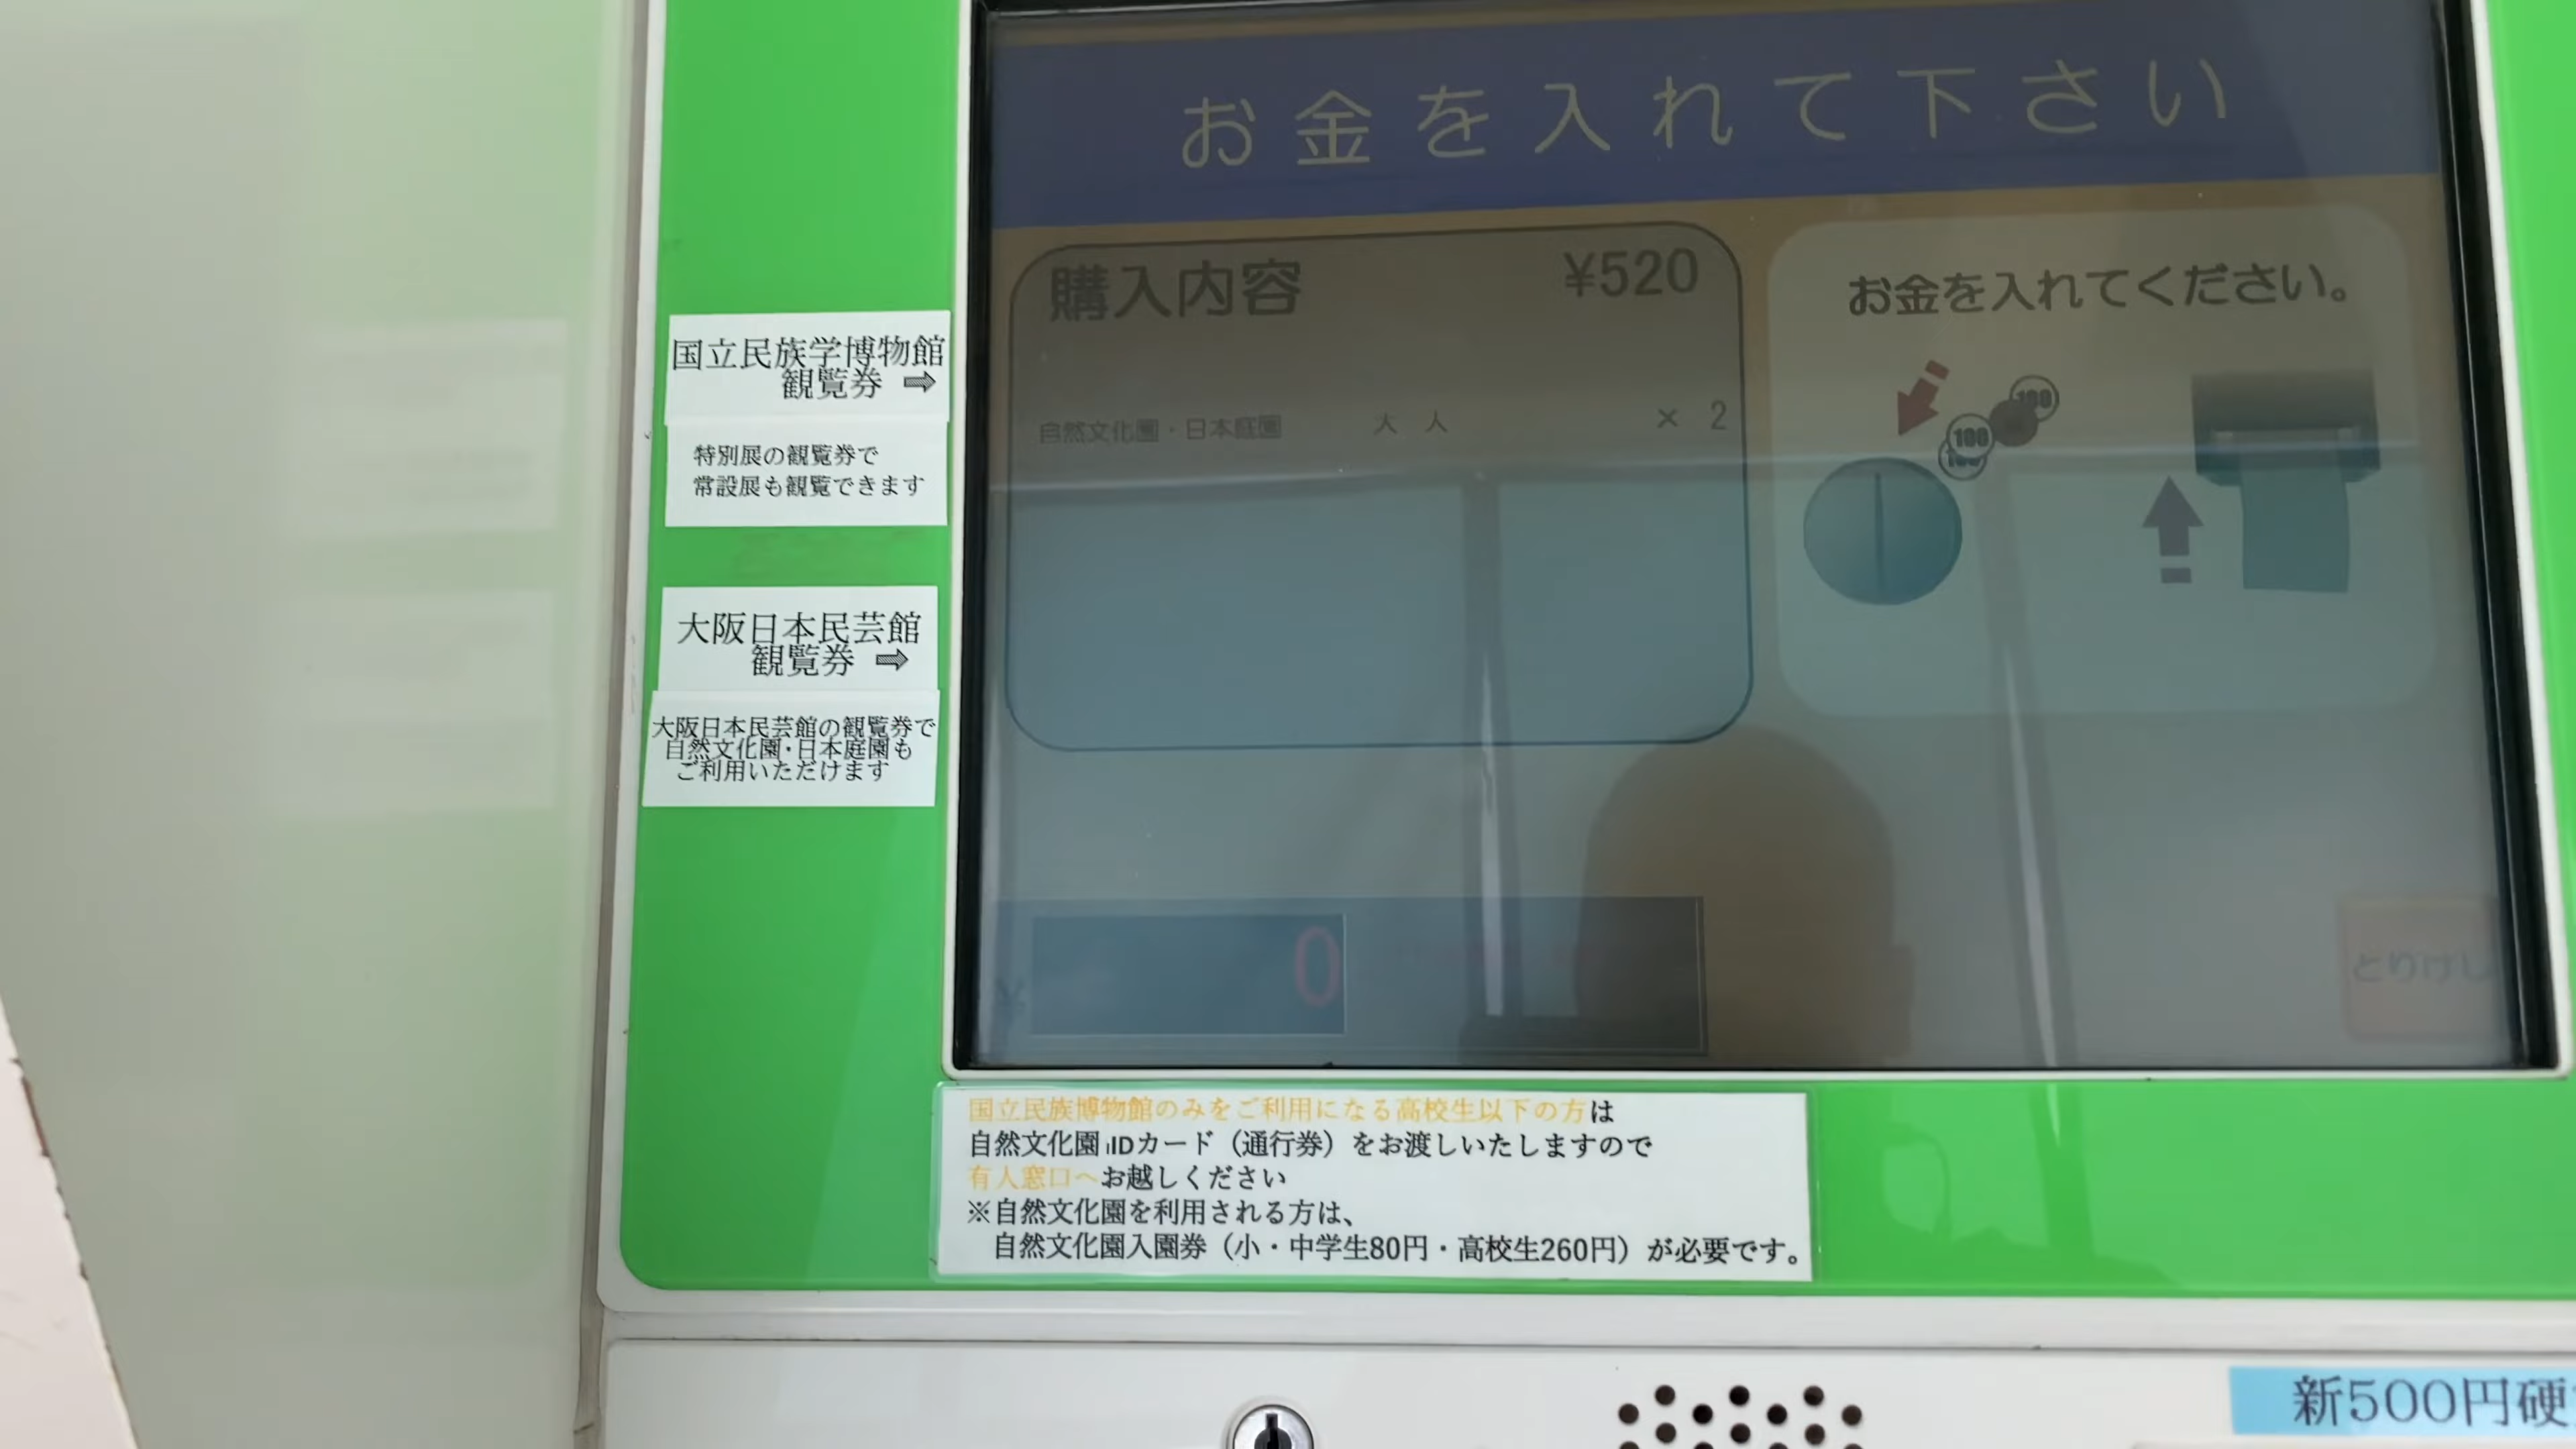 お金を入れて下さい
購入内容 ¥520
自然文化園・日本庭園 大人 × 2
お金を入れてください。
100
100
¥ 0
とりけし
国立民族学博物館
観覧券 ⇨
特別展の観覧券で
常設展も観覧できます
大阪日本民芸館
観覧券 ⇨
大阪日本民芸館の観覧券で
自然文化園・日本庭園も
ご利用いただけます
国立民族博物館のみをご利用になる高校生以下の方は
自然文化園 IDカード（通行券）をお渡しいたしますので
有人窓口へお越しください
※自然文化園を利用される方は、
自然文化園入園券（小・中学生80円・高校生260円）が必要です。
新500円硬